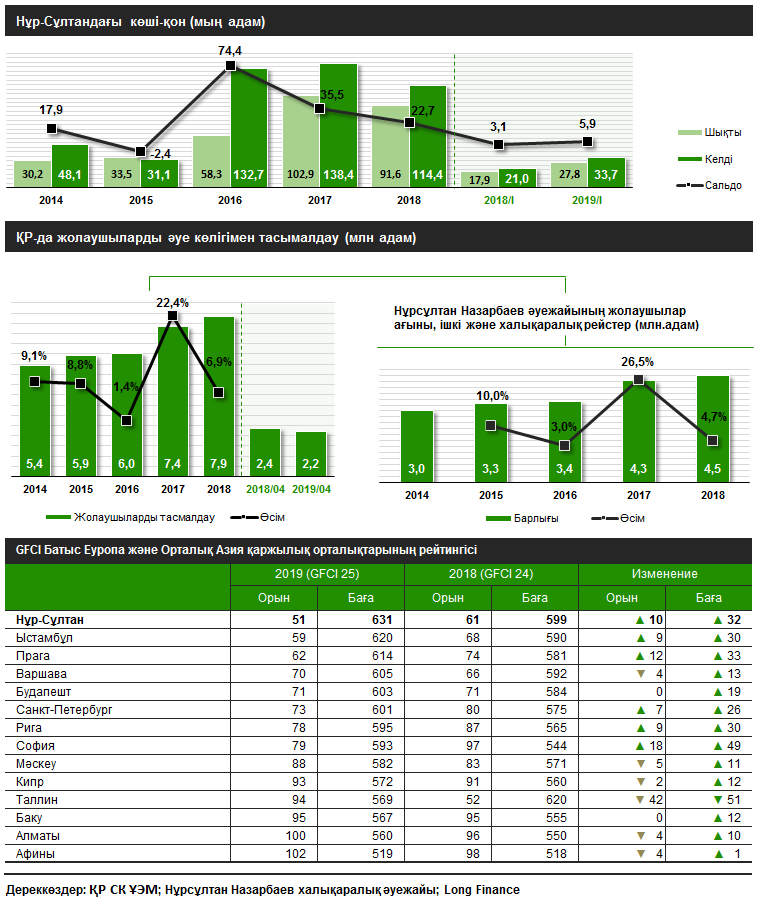 Нұр-Сұлтандағы көші-қон (мың адам)
74,4
17,9
-2,4
35,5
22,7
3,1
5,9
30,2 48,1 33,5 31,1 58,3 132,7 102,9 138,4 91,6 114,4 17,9 21,0 27,8 33,7
2014 2015 2016 2017 2018 2018/I 2019/I
Шықты
Келді
Сальдо
ҚР-да жолаушыларды әуе көлігімен тасымалдау (млн адам)
22,4%
9,1% 8,8% 1,4% 6,9%
5,4 5,9 6,0 7,4 7,9 2,4 2,2
2014 2015 2016 2017 2018 2018/04 2019/04
Жолаушыларды тасмалдау Өсім
Нұрсұлтан Назарбаев әуежайының жолаушылар
ағыны, ішкі және халықаралық рейстер (млн.адам)
26,5%
10,0% 3,0% 4,7%
3,0 3,3 3,4 4,3 4,5
2014 2015 2016 2017 2018
Барлығы Өсім
GFCI Батыс Еуропа және Орталық Азия қаржылық орталықтарының рейтингісі
2019 (GFCI 25) 2018 (GFCI 24) Изменение
Орын Баға Орын Баға Орын Баға
Нұр-Сұлтан 51 631 61 599 ▲ 10 ▲ 32
Ыстамбұл 59 620 68 590 ▲ 9 ▲ 30
Прага 62 614 74 581 ▲ 12 ▲ 33
Варшава 70 605 66 592 ▼ 4 ▲ 13
Будапешт 71 603 71 584 0 ▲ 19
Санкт-Петербург 73 601 80 575 ▲ 7 ▲ 26
Рига 78 595 87 565 ▲ 9 ▲ 30
София 79 593 97 544 ▲ 18 ▲ 49
Мәскеу 88 582 83 571 ▼ 5 ▲ 11
Кипр 93 572 91 560 ▼ 2 ▲ 12
Таллин 94 569 52 620 ▼ 42 ▼ 51
Баку 95 567 95 555 0 ▲ 12
Алматы 100 560 96 550 ▼ 4 ▲ 10
Афины 102 519 98 518 ▼ 4 ▲ 1
Дереккөздер: ҚР СК ҰЭМ; Нұрсұлтан Назарбаев халықаралық әуежайы; Long Finance